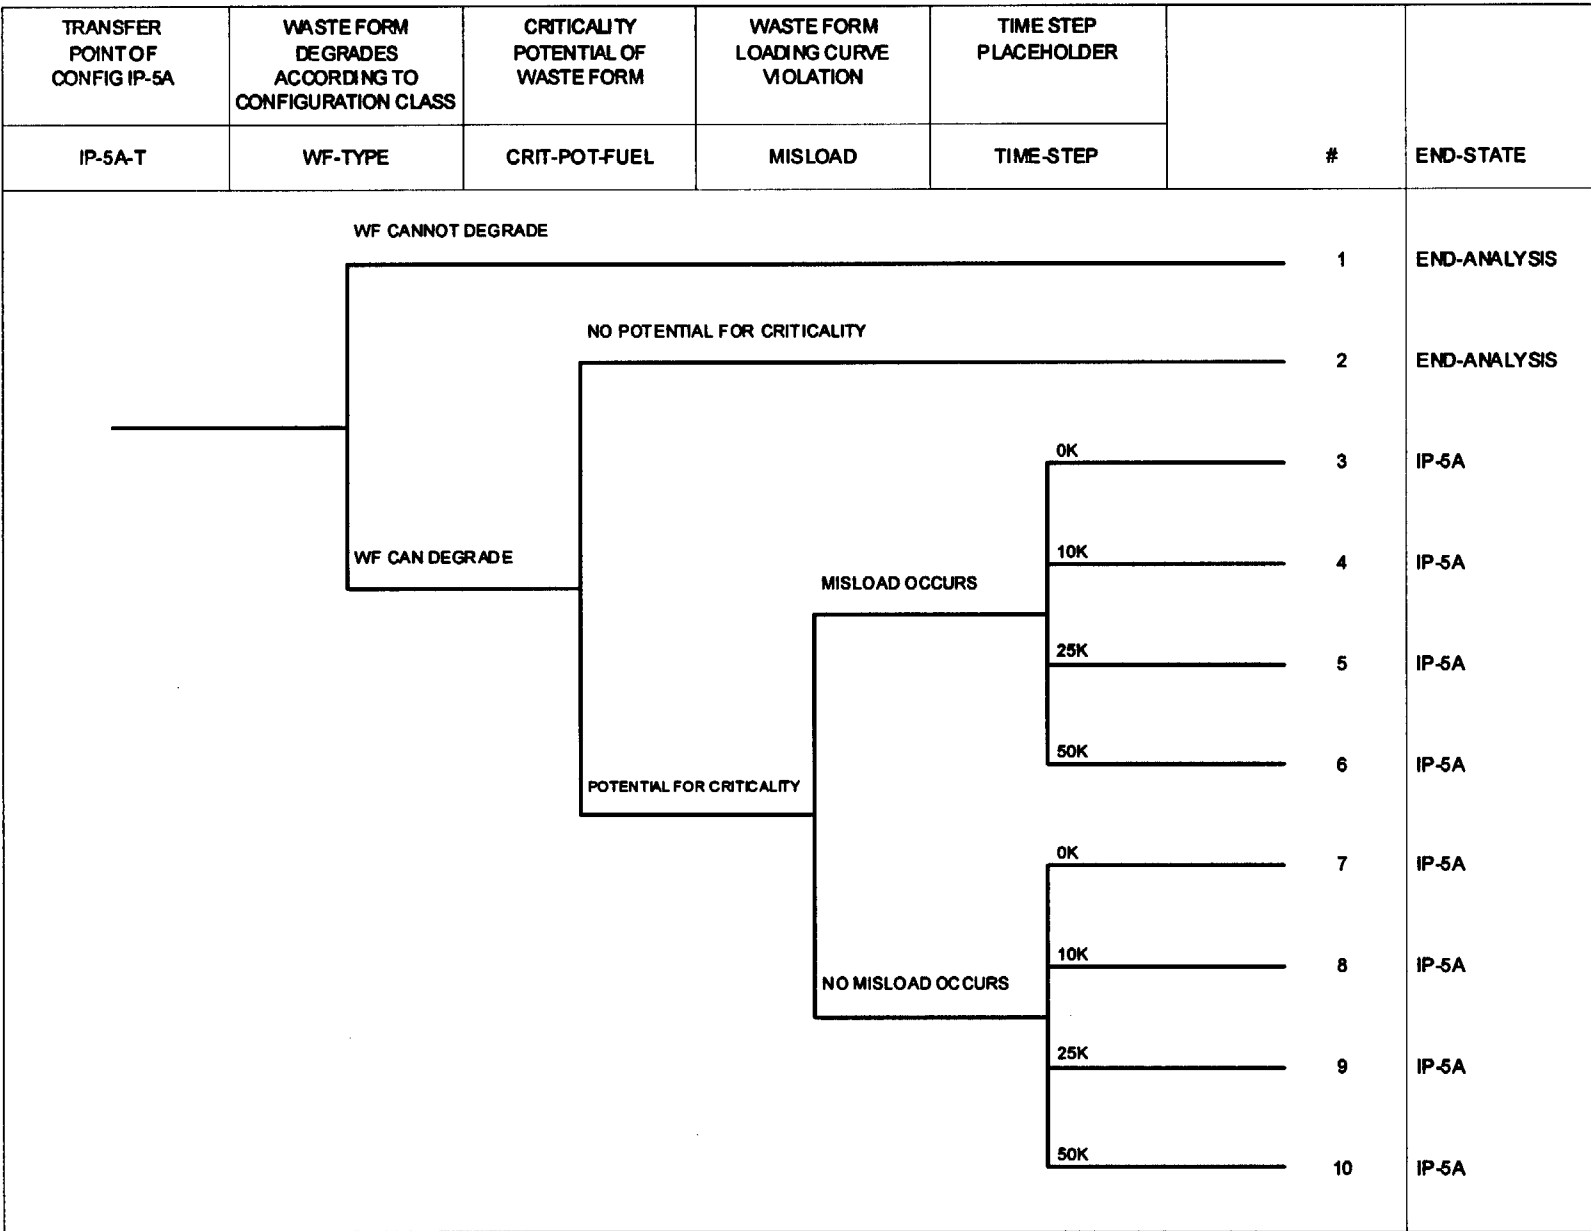 TRANSFER
POINT OF
CONFIG IP-5A
WASTE FORM
DEGRADES
ACCORDING TO
CONFIGURATION CLASS
CRITICALITY
POTENTIAL OF
WASTE FORM
WASTE FORM
LOADING CURVE
VIOLATION
TIME STEP
PLACEHOLDER
IP-5A-T
WF-TYPE
CRIT-POT-FUEL
MISLOAD
TIME-STEP
#
END-STATE
WF CANNOT DEGRADE
1
END-ANALYSIS
NO POTENTIAL FOR CRITICALITY
2
END-ANALYSIS
0K
3
IP-5A
WF CAN DEGRADE
10K
4
IP-5A
MISLOAD OCCURS
25K
5
IP-5A
50K
6
IP-5A
POTENTIAL FOR CRITICALITY
0K
7
IP-5A
10K
8
IP-5A
NO MISLOAD OCCURS
25K
9
IP-5A
50K
10
IP-5A